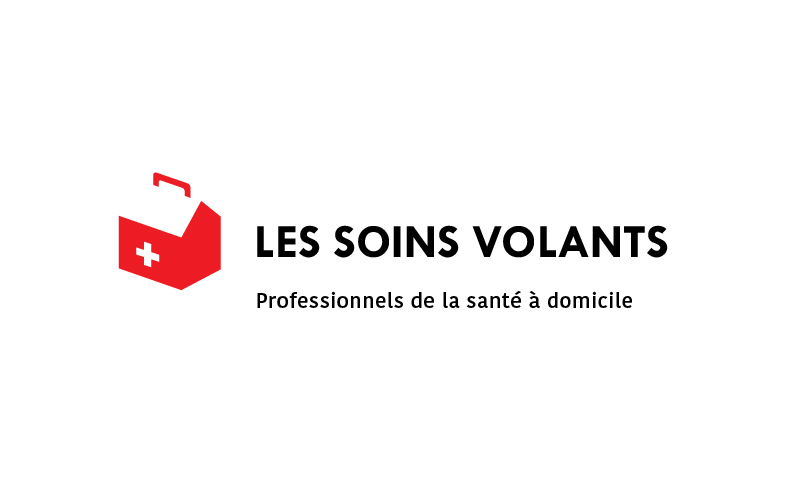 LES SOINS VOLANTS
Professionnels de la santé à domicile